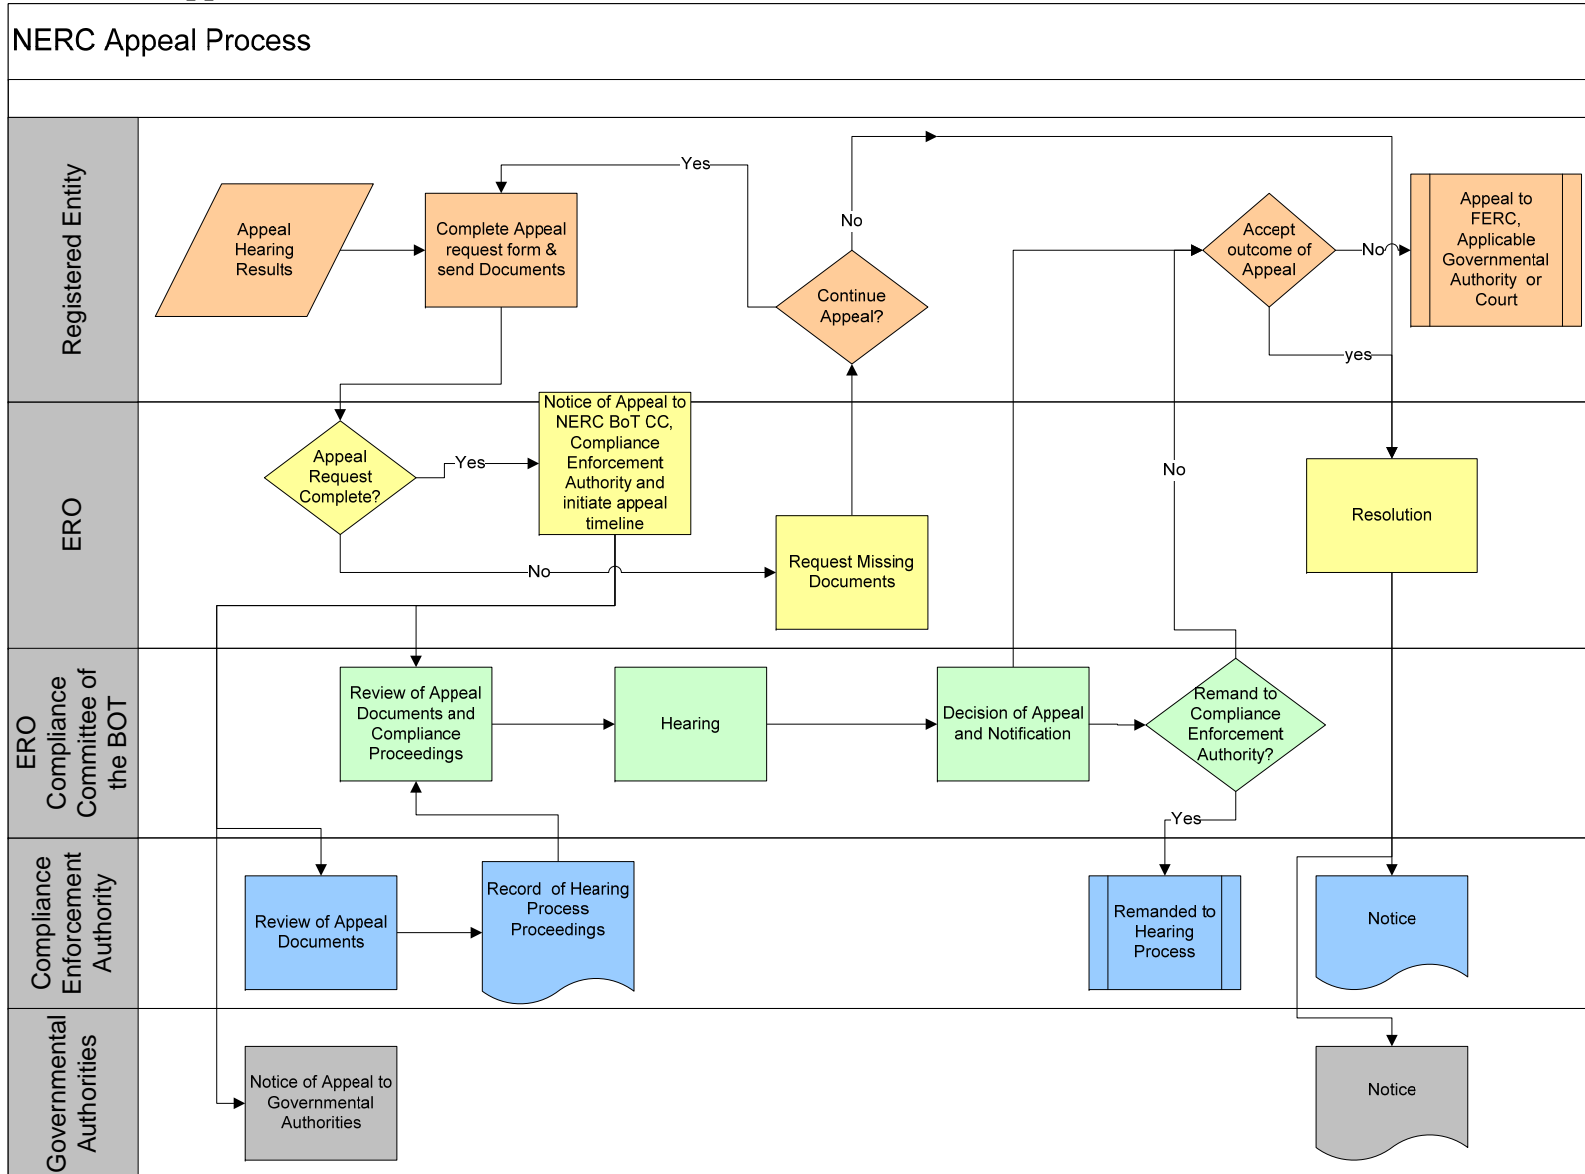 NERC Appeal Process
Registered Entity
Appeal
Hearing
Results
Complete Appeal
request form &
send Documents
Yes
No
Continue
Appeal?
Accept
outcome of
Appeal
No
yes
Appeal to
FERC,
Applicable
Governmental
Authority or
Court
ERO
Appeal
Request
Complete?
Yes
No
Notice of Appeal to
NERC BoT CC,
Compliance
Enforcement
Authority and
initiate appeal
timeline
Request Missing
Documents
No
Resolution
ERO
Compliance
Committee of
the BOT
Review of Appeal
Documents and
Compliance
Proceedings
Hearing
Decision of Appeal
and Notification
Remand to
Compliance
Enforcement
Authority?
Yes
Compliance
Enforcement
Authority
Review of Appeal
Documents
Record of Hearing
Process
Proceedings
Remanded to
Hearing
Process
Notice
Governmental
Authorities
Notice of Appeal to
Governmental
Authorities
Notice